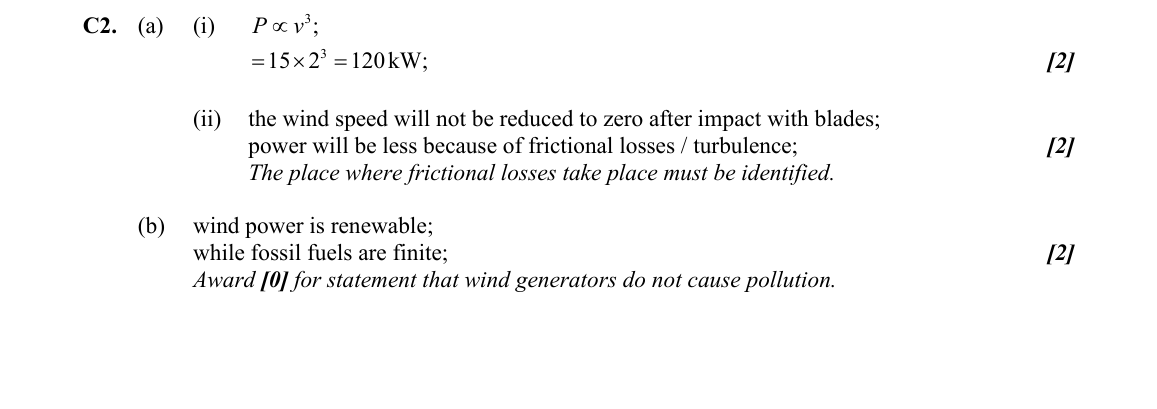 C2. (a) (i) P ∝ v³;
= 15 × 2³ = 120 kW; [2]
(ii) the wind speed will not be reduced to zero after impact with blades;
power will be less because of frictional losses / turbulence; [2]
The place where frictional losses take place must be identified.
(b) wind power is renewable;
while fossil fuels are finite; [2]
Award [0] for statement that wind generators do not cause pollution.